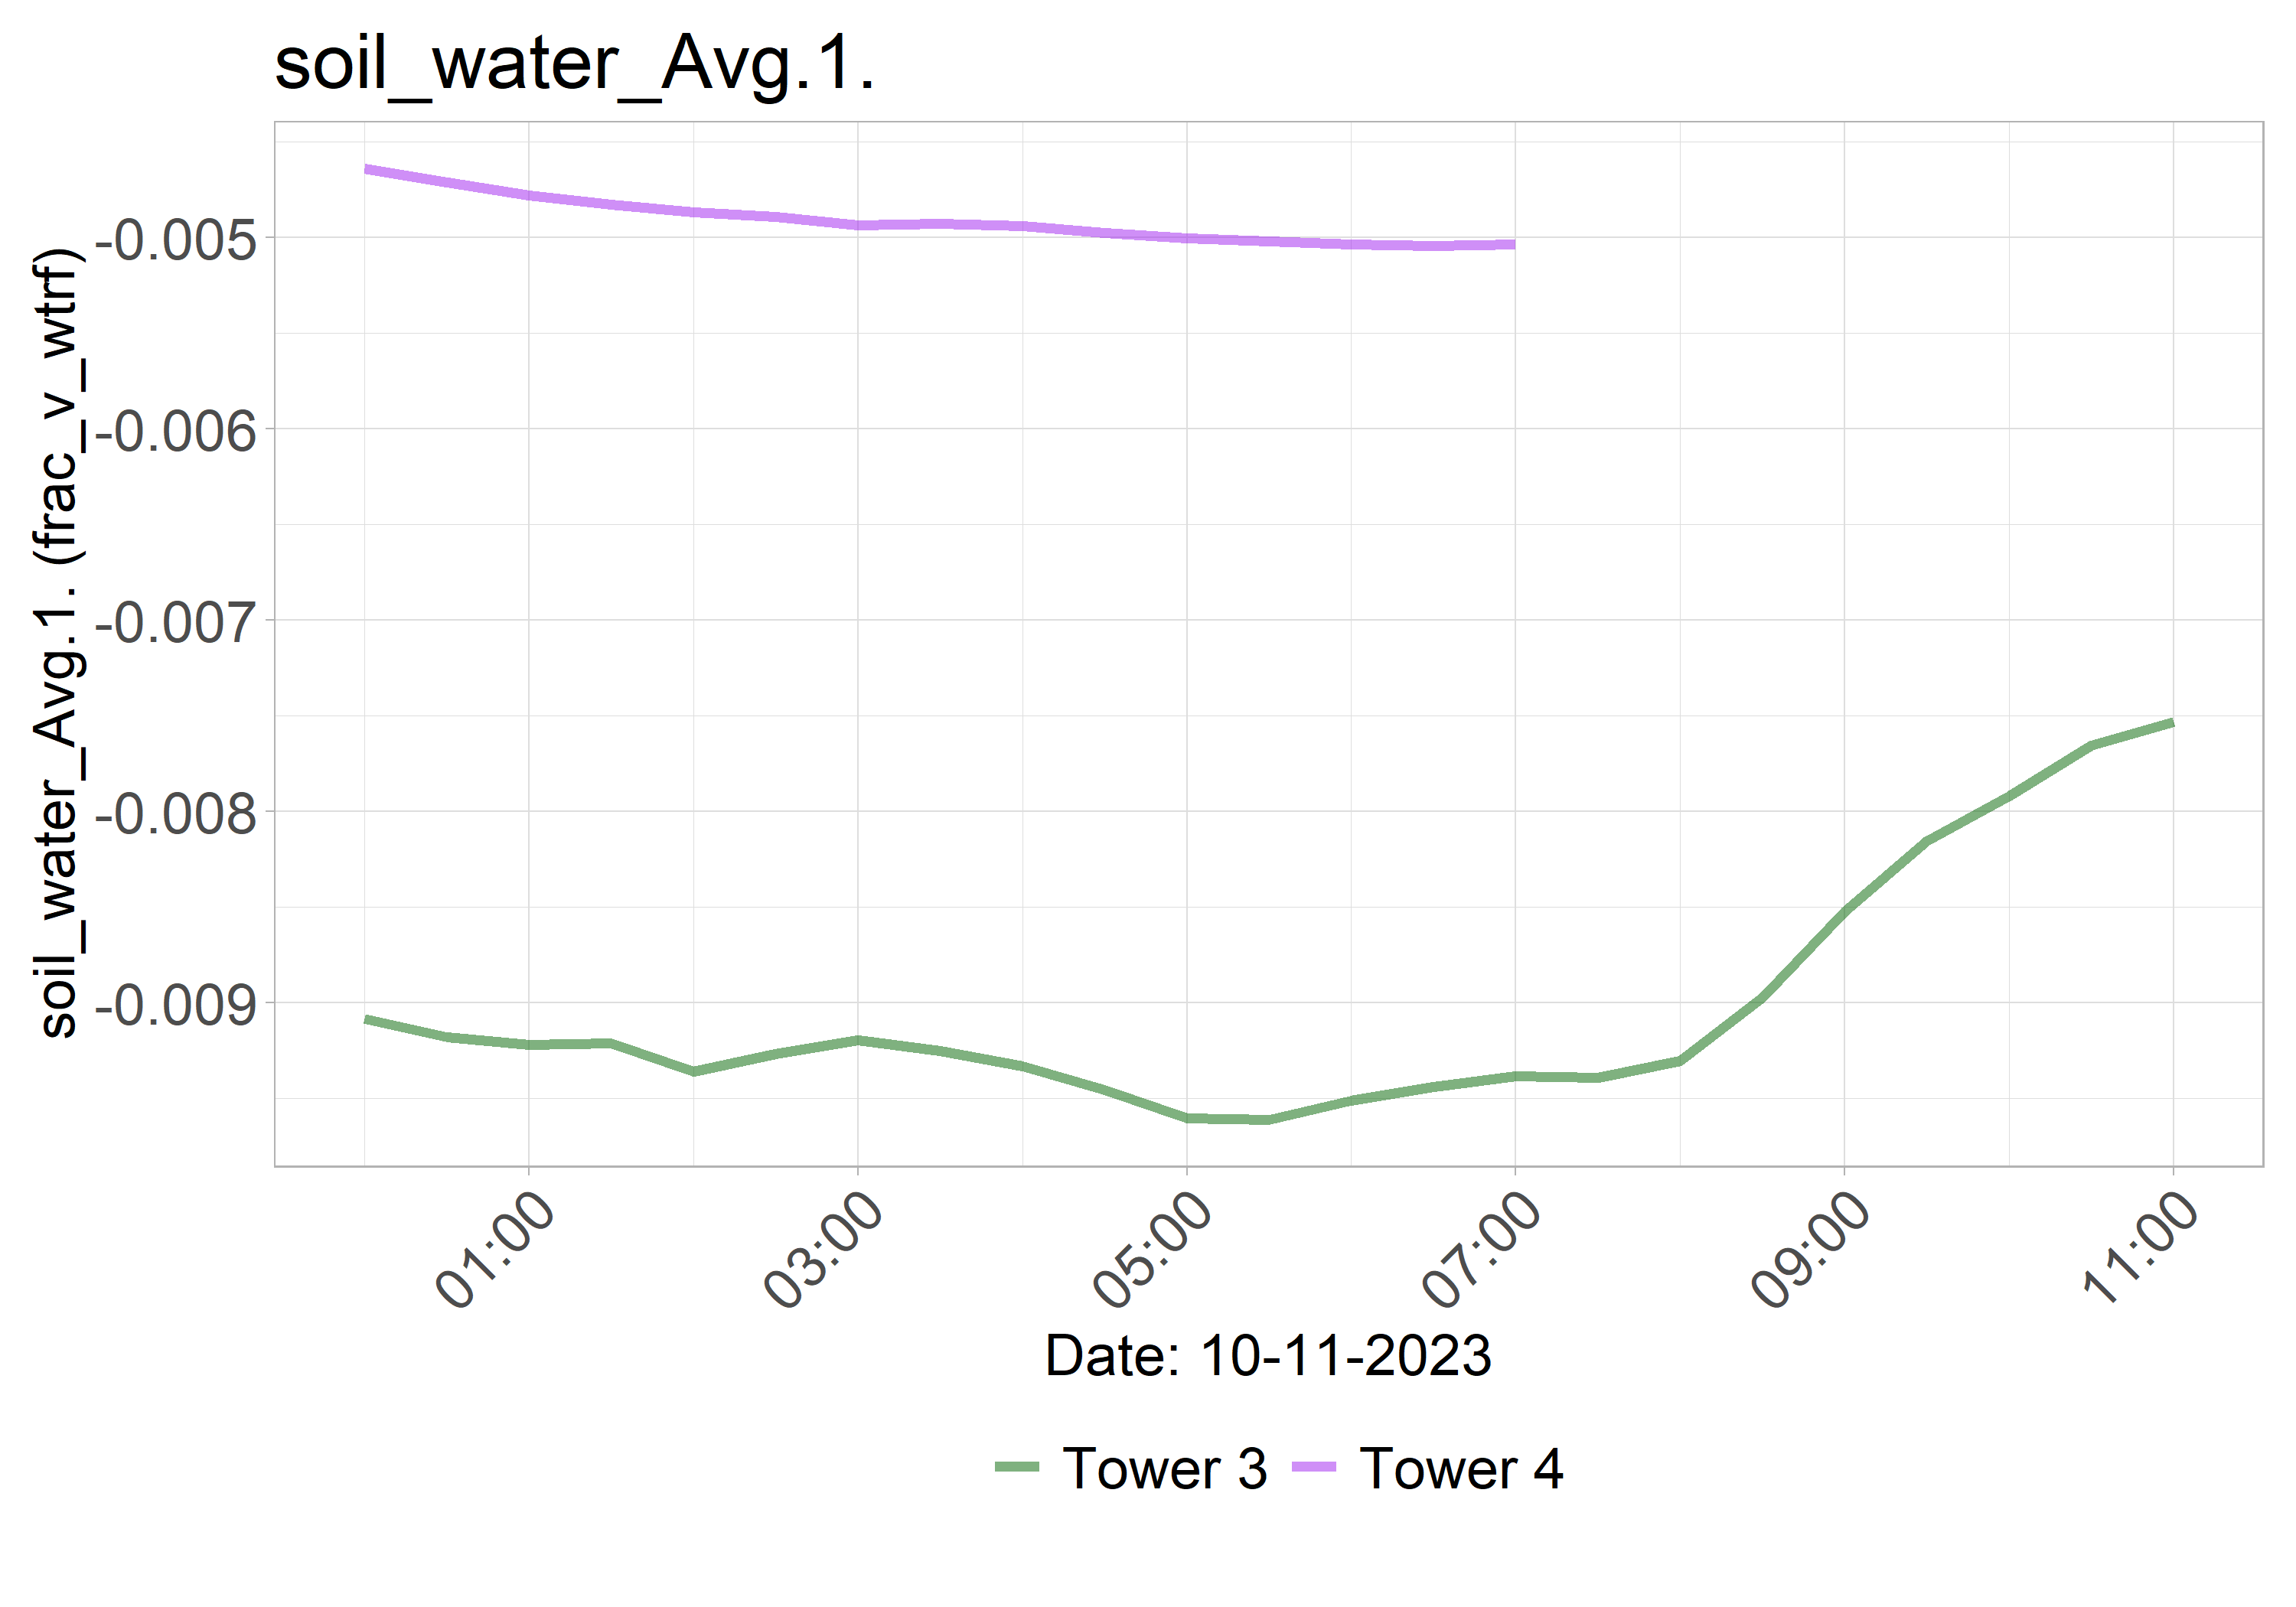 soil_water_Avg.1.
soil_water_Avg.1. (frac_v_wtrf)
-0.005
-0.006
-0.007
-0.008
-0.009
01:00
03:00
05:00
07:00
09:00
11:00
Date: 10-11-2023
Tower 3
Tower 4